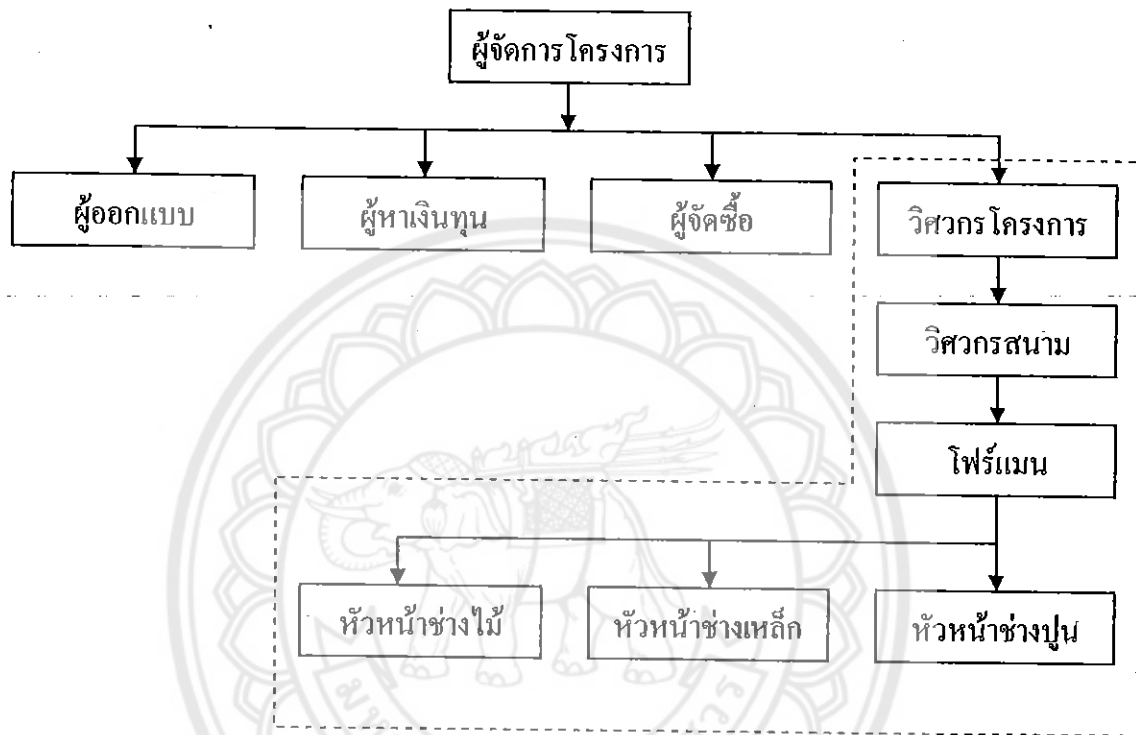 ผู้จัดการโครงการ
ผู้ออกแบบ
ผู้หาเงินทุน
ผู้จัดซื้อ
วิศวกรโครงการ
วิศวกรสนาม
โฟร์แมน
หัวหน้าช่างไม้
หัวหน้าช่างเหล็ก
หัวหน้าช่างปูน